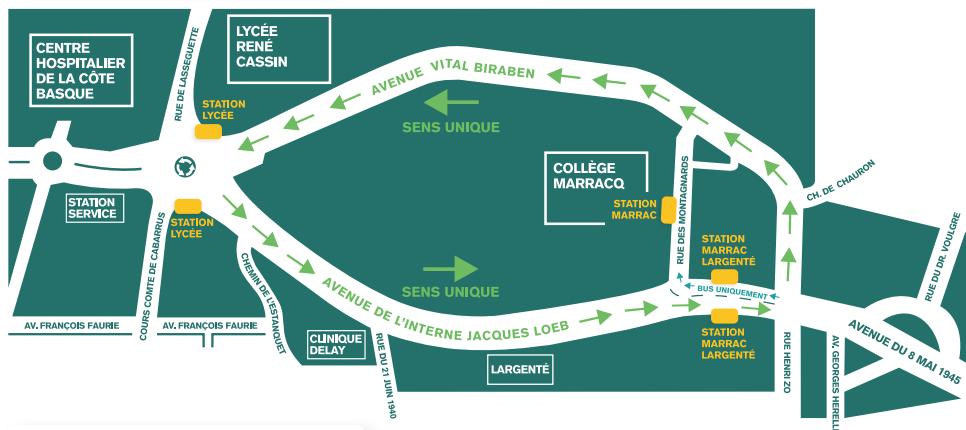 CENTRE
HOSPITALIER
DE LA CÔTE
BASQUE
RUE DE LASSEGUETTE
LYCÉE
RENÉ
CASSIN
STATION
LYCÉE
AVENUE VITAL BIRABEN
SENS UNIQUE
COLLÈGE
MARRACQ
STATION
MARRAC
RUE DES MONTAGNARDS
CH. DE CHAURON
STATION
SERVICE
STATION
LYCÉE
COURS COMTE DE CABARRUS
CHEMIN DE L'ESTANQUET
SENS UNIQUE
AVENUE DE L'INTERNE JACQUES LOEB
STATION
MARRAC
LARGENTÉ
BUS UNIQUEMENT
STATION
MARRAC
LARGENTÉ
RUE DU DR. VOULGRE
AVENUE DU 8 MAI 1945
AV. FRANÇOIS FAURIE
AV. FRANÇOIS FAURIE
CLINIQUE
DELAY
RUE DU 21 JUIN 1940
LARGENTÉ
RUE HENRI ZO
AV. GEORGES HERELLE